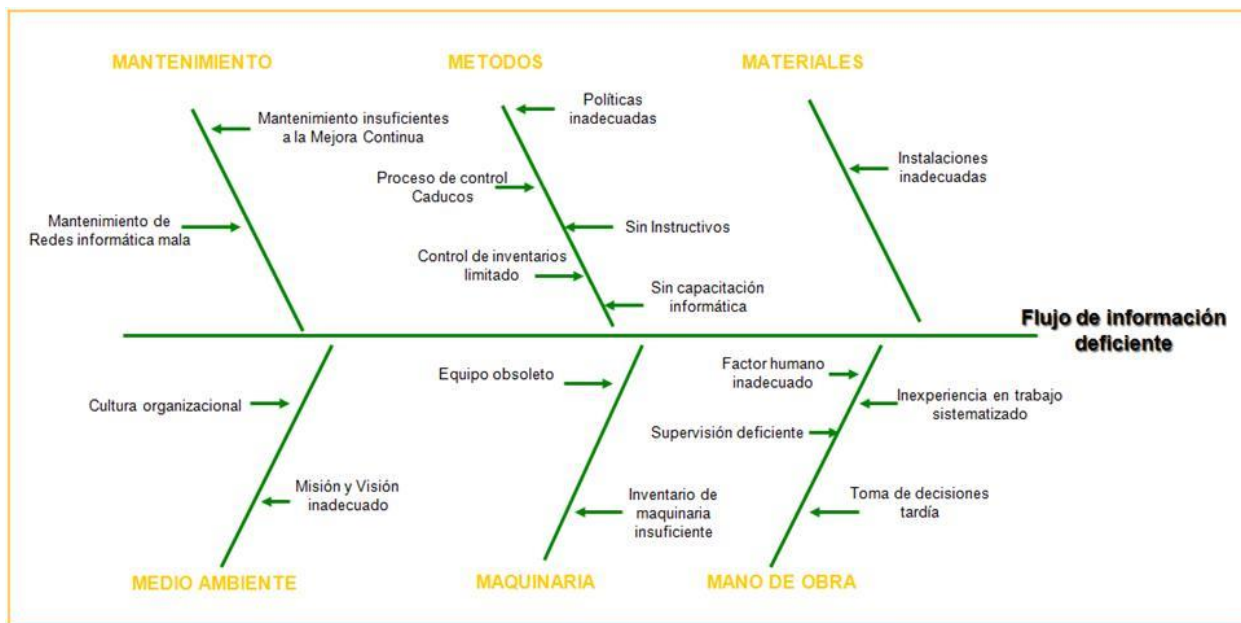 MANTENIMIENTO
METODOS
MATERIALES
Mantenimiento insuficientes
a la Mejora Continua
Mantenimiento de
Redes informática mala
Políticas
inadecuadas
Proceso de control
Caducos
Sin Instructivos
Control de inventarios
limitado
Sin capacitación
informática
Instalaciones
inadecuadas
Flujo de información
deficiente
Cultura organizacional
Misión y Visión
inadecuado
Equipo obsoleto
Inventario de
maquinaria
insuficiente
Factor humano
inadecuado
Inexperiencia en trabajo
sistematizado
Supervisión deficiente
Toma de decisiones
tardía
MEDIO AMBIENTE
MAQUINARIA
MANO DE OBRA